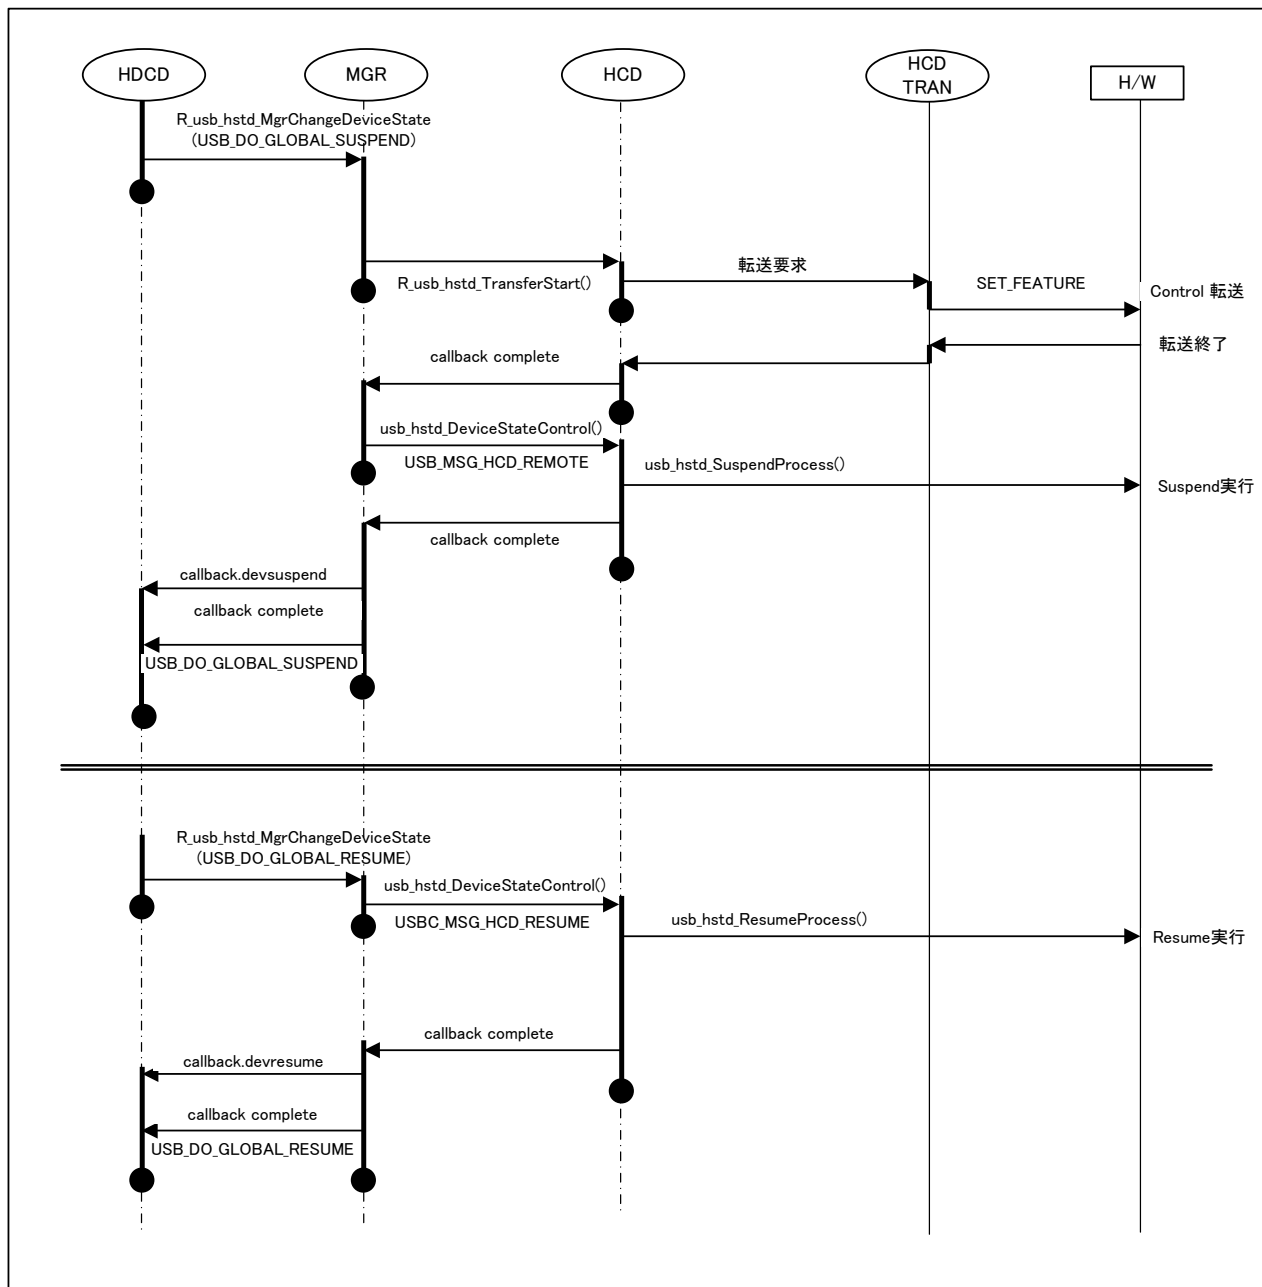 HDCD
MGR
HCD
HCD
TRAN
H/W
R_usb_hstd_MgrChangeDeviceState
(USB_DO_GLOBAL_SUSPEND)
R_usb_hstd_TransferStart()
転送要求
SET_FEATURE
Control 転送
転送終了
callback complete
usb_hstd_DeviceStateControl()
USB_MSG_HCD_REMOTE
usb_hstd_SuspendProcess()
Suspend実行
callback complete
callback.devsuspend
callback complete
USB_DO_GLOBAL_SUSPEND
R_usb_hstd_MgrChangeDeviceState
(USB_DO_GLOBAL_RESUME)
usb_hstd_DeviceStateControl()
USBC_MSG_HCD_RESUME
usb_hstd_ResumeProcess()
Resume実行
callback complete
callback.devresume
callback complete
USB_DO_GLOBAL_RESUME